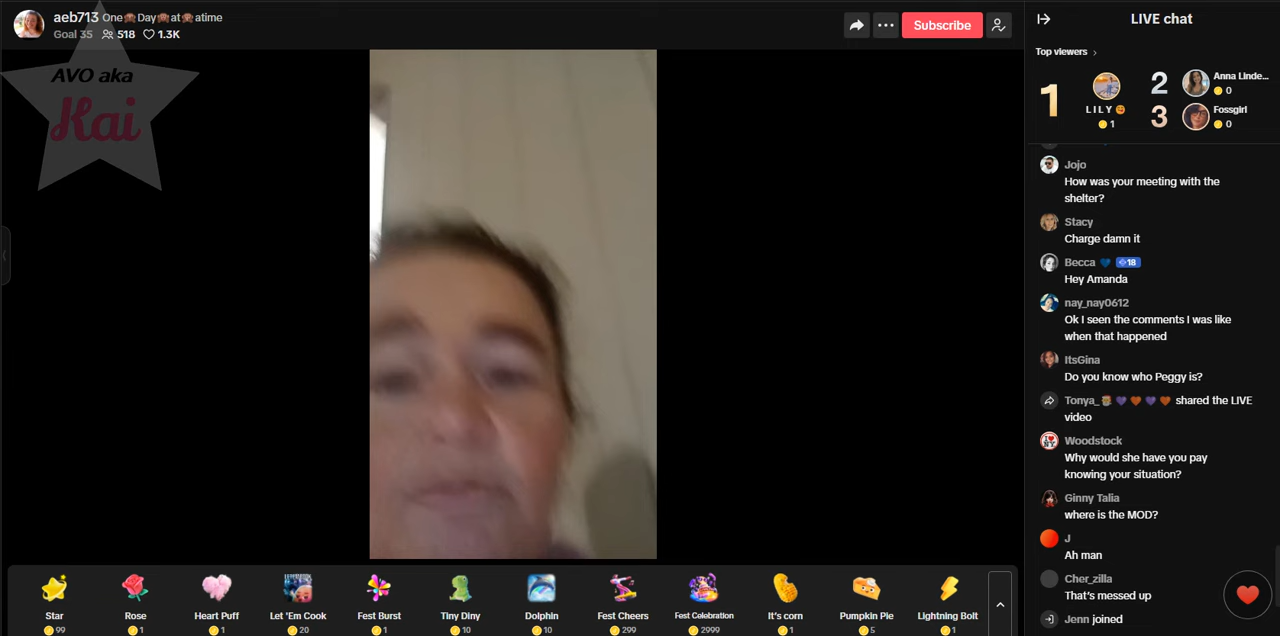 aeb713 One🙈Day🙈at🙈atime
Goal 35 518 1.3K
Subscribe
AVO aka
Kai
LIVE chat
Top viewers
1
L I L Y
1
2
Anna Linde...
0
3
Fossgirl
0
Jojo
How was your meeting with the
shelter?
Stacy
Charge damn it
Becca 💙 18
Hey Amanda
nay_nay0612
Ok I seen the comments I was like
when that happened
ItsGina
Do you know who Peggy is?
Tonya_ 💜 🧡 💜 🧡 shared the LIVE
video
Woodstock
Why would she have you pay
knowing your situation?
Ginny Talia
where is the MOD?
J
Ah man
Cher_zilla
That's messed up
Jenn joined
Star
99
Rose
1
Heart Puff
1
Let 'Em Cook
20
Fest Burst
1
Tiny Diny
10
Dolphin
10
Fest Cheers
299
Fest Celebration
2999
It's corn
1
Pumpkin Pie
5
Lightning Bolt
1